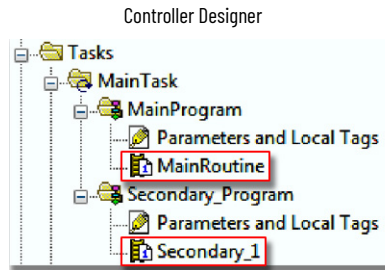 Controller Designer
Tasks
MainTask
MainProgram
Parameters and Local Tags
MainRoutine
Secondary_Program
Parameters and Local Tags
Secondary_1